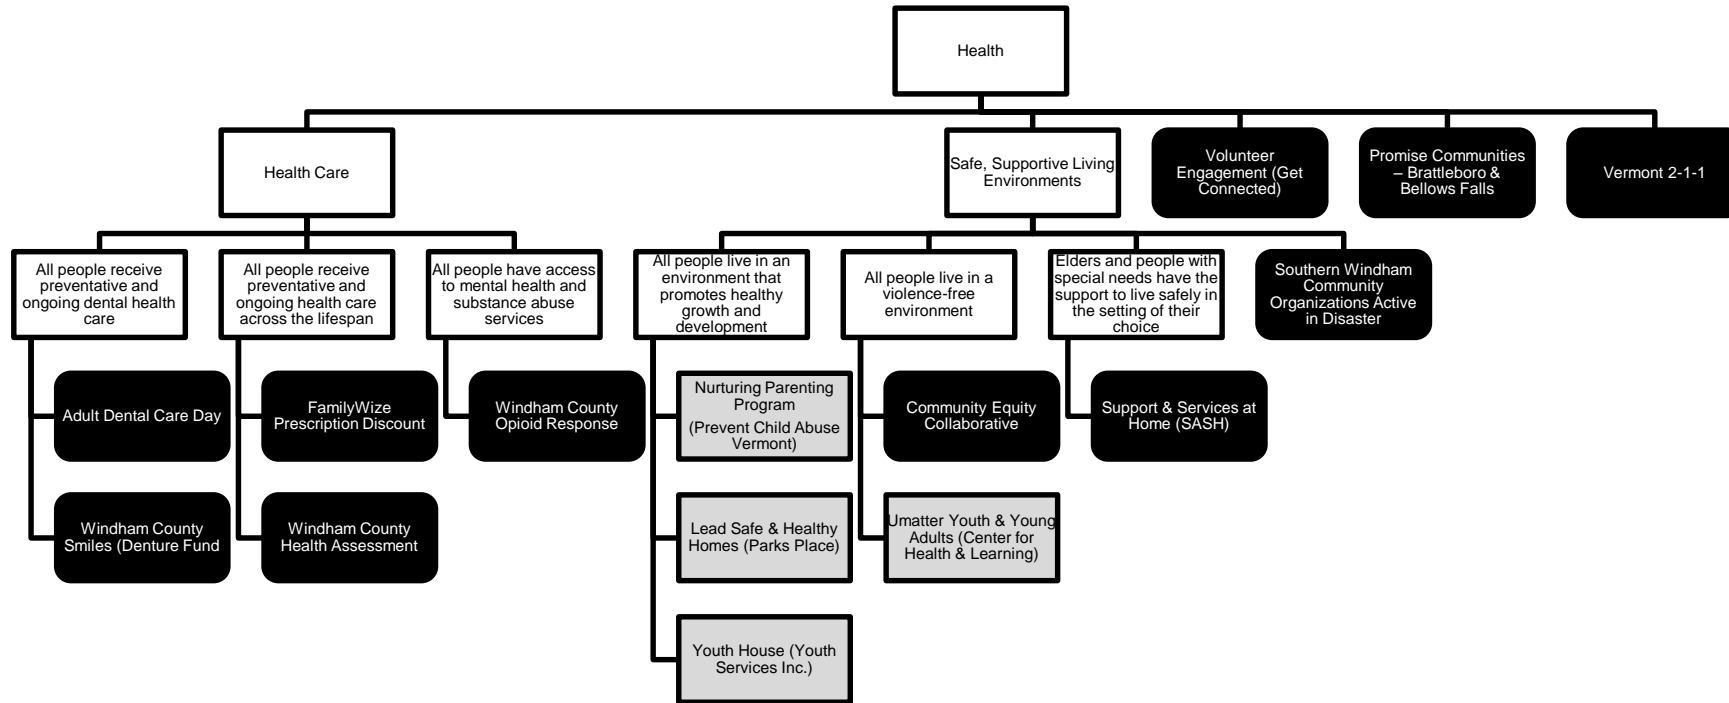 Health
Health Care
Safe, Supportive Living
Environments
Volunteer
Engagement (Get
Connected)
Promise Communities
– Brattleboro &
Bellows Falls
Vermont 2-1-1
All people receive
preventative and
ongoing dental health
care
All people receive
preventative and
ongoing health care
across the lifespan
All people have access
to mental health and
substance abuse
services
All people live in an
environment that
promotes healthy
growth and
development
All people live in a
violence-free
environment
Elders and people with
special needs have the
support to live safely in
the setting of their
choice
Southern Windham
Community
Organizations Active
in Disaster
Adult Dental Care Day
FamilyWize
Prescription Discount
Windham County
Opioid Response
Nurturing Parenting
Program
(Prevent Child Abuse
Vermont)
Community Equity
Collaborative
Support & Services at
Home (SASH)
Windham County
Smiles (Denture Fund
Windham County
Health Assessment
Lead Safe & Healthy
Homes (Parks Place)
Umatter Youth & Young
Adults (Center for
Health & Learning)
Youth House (Youth
Services Inc.)